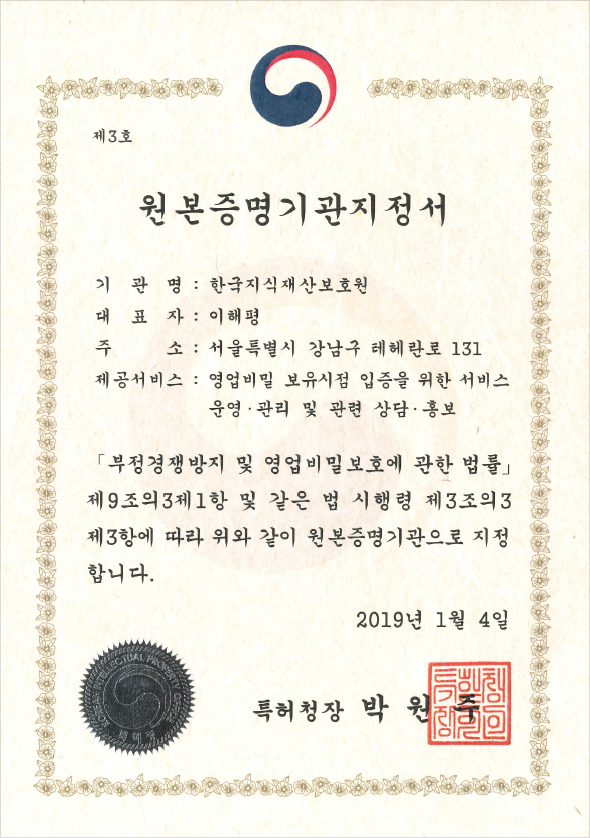 제3호
원본증명기관지정서
기 관 명 : 한국지식재산보호원
대 표 자 : 이해평
주 소 : 서울특별시 강남구 테헤란로 131
제공서비스 : 영업비밀 보유시점 입증을 위한 서비스
운영·관리 및 관련 상담·홍보
「부정경쟁방지 및 영업비밀보호에 관한 법률」
제9조의3제1항 및 같은 법 시행령 제3조의3
제3항에 따라 위와 같이 원본증명기관으로 지정
합니다.
2019년 1월 4일
특허청장 박 원 주
INTELLECTUAL PROPERTY OFFICE